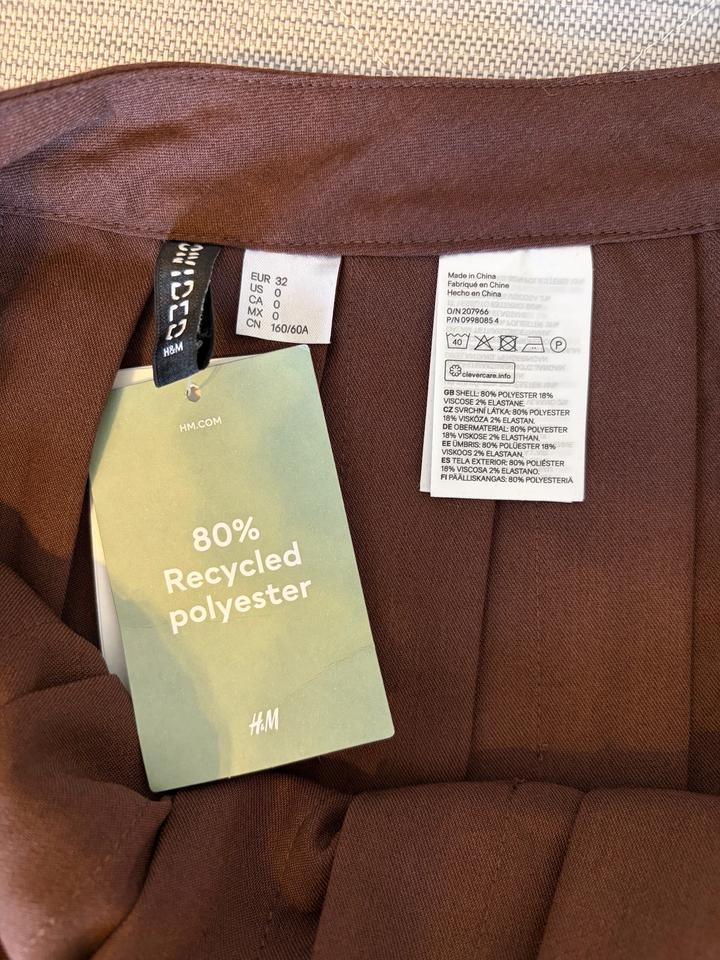 DIVIDED
H&M
EUR 32
US 0
CA 0
MX 0
CN 160/60A
HM.COM
80%
Recycled
polyester
H&M
Made in China
Fabriqué en Chine
Hecho en China
O/N 207966
P/N 0998085 4
40
P
clevercare.info
GB SHELL: 80% POLYESTER 18%
VISCOSE 2% ELASTANE.
CZ SVRCHNÍ LÁTKA: 80% POLYESTER
18% VISKÓZA 2% ELASTAN.
DE OBERMATERIAL: 80% POLYESTER
18% VISKOSE 2% ELASTHAN.
EE ÜMBRIS: 80% POLÜESTER 18%
VISKOOS 2% ELASTAAN.
ES TELA EXTERIOR: 80% POLIÉSTER
18% VISCOSA 2% ELASTANO.
FI PÄÄLLISKANGAS: 80% POLYESTERIÄ